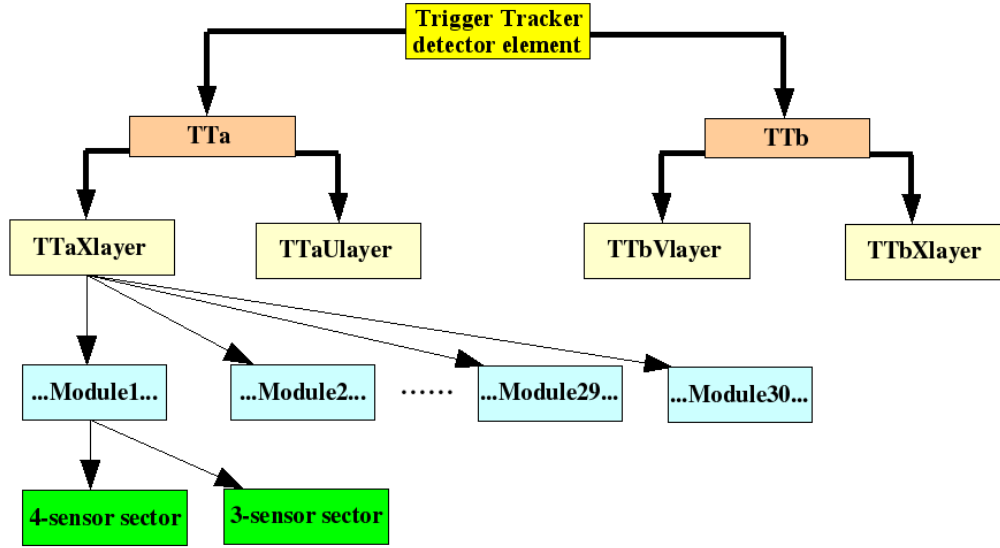 Trigger Tracker
detector element
TTa
TTb
TTaXlayer
TTaUlayer
TTbVlayer
TTbXlayer
...Module1...
...Module2...
......
...Module29...
...Module30...
4-sensor sector
3-sensor sector